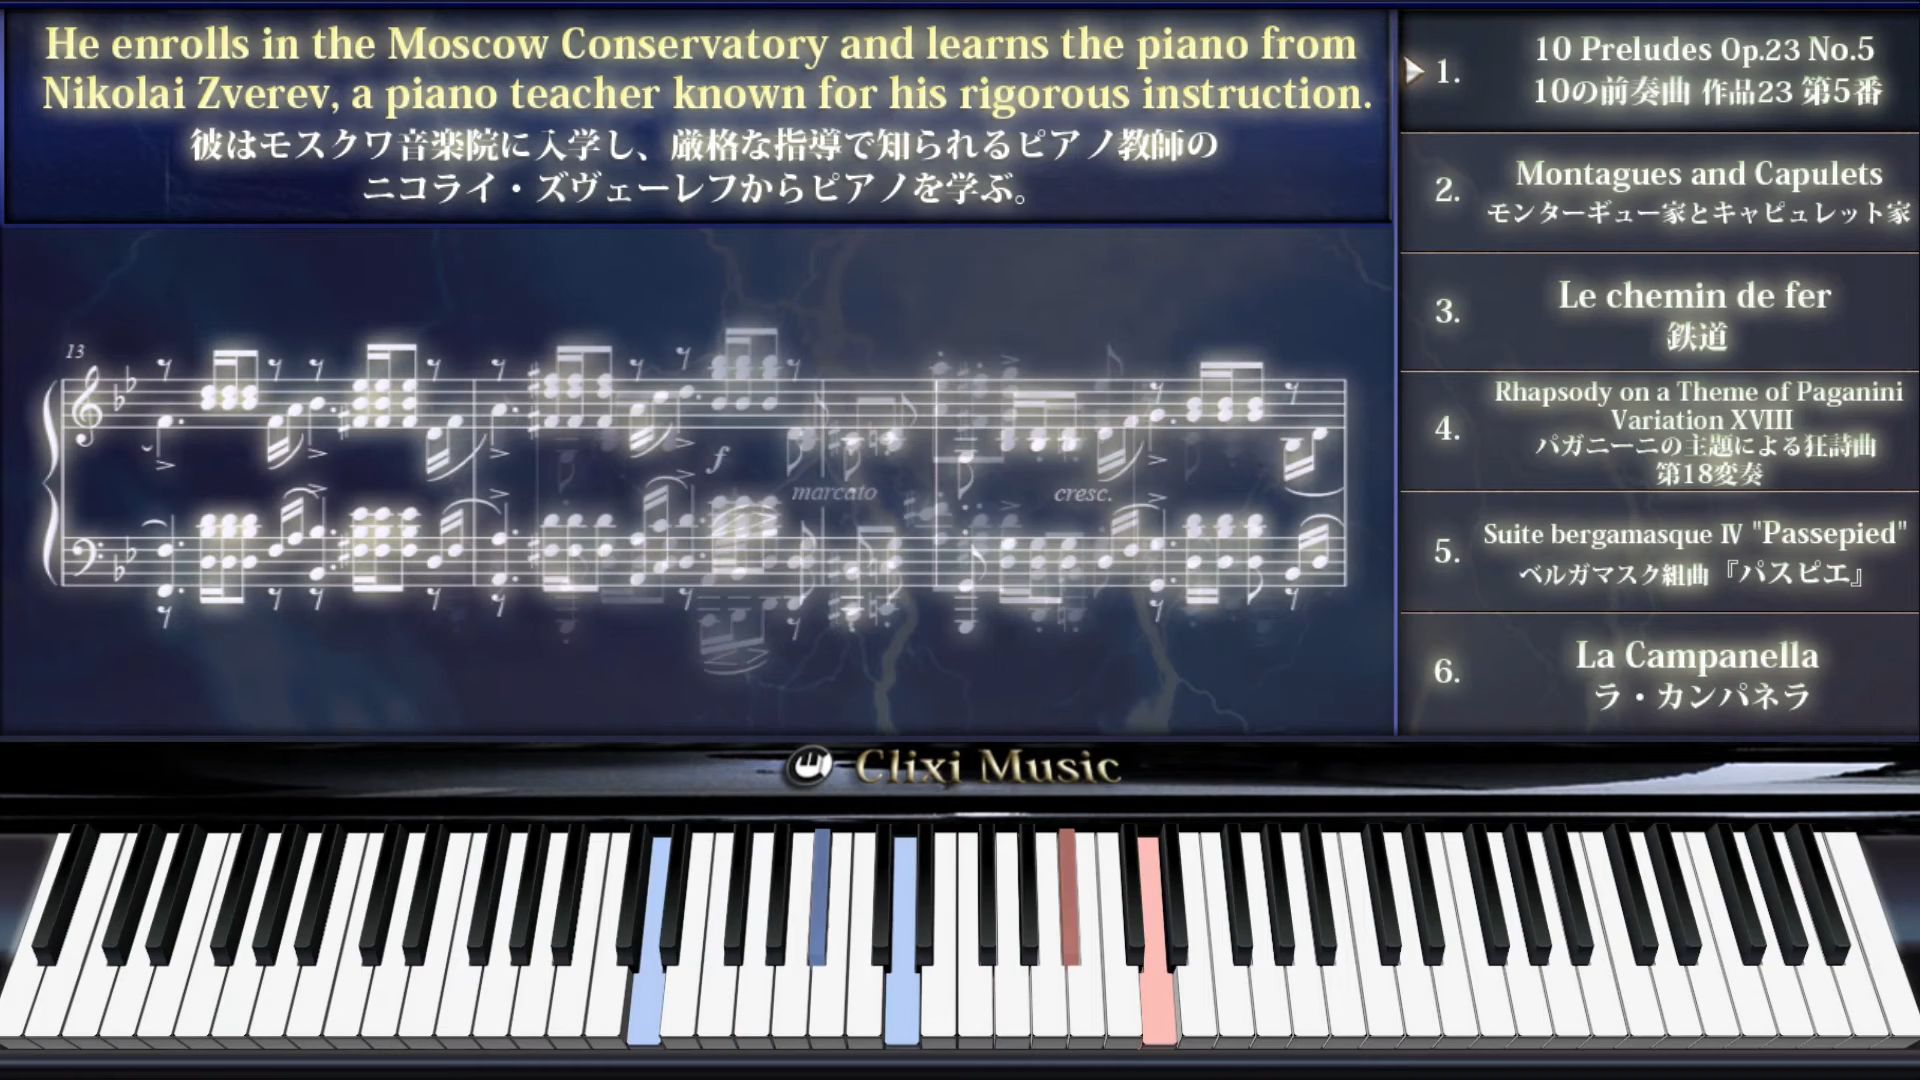 He enrolls in the Moscow Conservatory and learns the piano from
Nikolai Zverev, a piano teacher known for his rigorous instruction.
彼はモスクワ音楽院に入学し、厳格な指導で知られるピアノ教師の
ニコライ・ズヴェーレフからピアノを学ぶ。
1.
10 Preludes Op.23 No.5
10の前奏曲 作品23 第5番
2.
Montagues and Capulets
モンターギュー家とキャピュレット家
3.
Le chemin de fer
鉄道
4.
Rhapsody on a Theme of Paganini
Variation XVIII
パガニーニの主題による狂詩曲
第18変奏
5.
Suite bergamasque Ⅳ "Passepied"
ベルガマスク組曲『パスピエ』
6.
La Campanella
ラ・カンパネラ
13
f
marcato
cresc.
Clixi Music